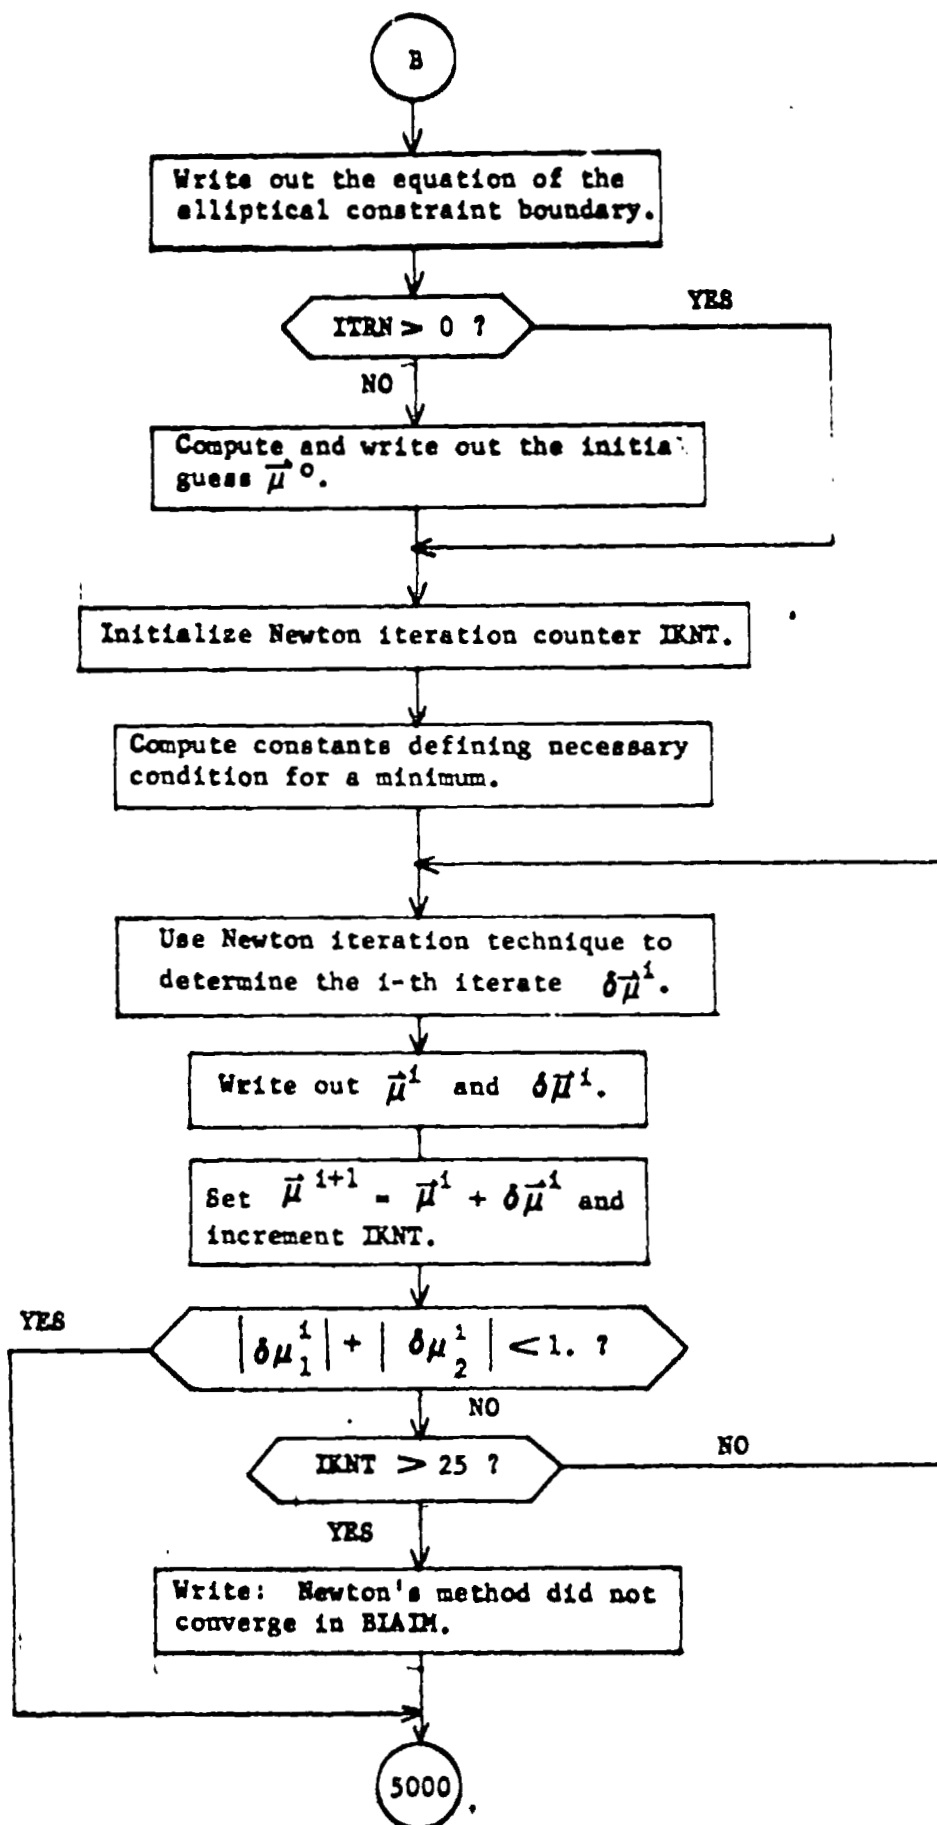 B
Write out the equation of the
elliptical constraint boundary.
ITRN > 0 ?
YES
NO
Compute and write out the initia
guess μ⃗ ⁰.
Initialize Newton iteration counter IKNT.
Compute constants defining necessary
condition for a minimum.
Use Newton iteration technique to
determine the i-th iterate δμ⃗ⁱ.
Write out μ⃗ⁱ and δμ⃗ⁱ.
Set μ⃗ ⁱ⁺¹ = μ⃗ⁱ + δμ⃗ⁱ and
increment IKNT.
YES
|δμ₁ⁱ| + |δμ₂ⁱ| < 1. ?
NO
IKNT > 25 ?
NO
YES
Write: Newton's method did not
converge in BIAIM.
5000